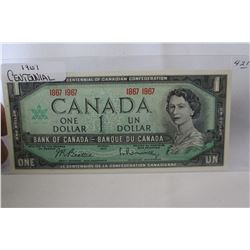 1967
CENTENNIAL
421
CENTENNIAL OF CANADIAN CONFEDERATION
1867 1967 1867 1967
CANADA
ONE DOLLAR 1 UN DOLLAR
BANK OF CANADA - BANQUE DU CANADA
ONE UN
LE CENTENAIRE DE LA CONFÉDÉRATION CANADIENNE